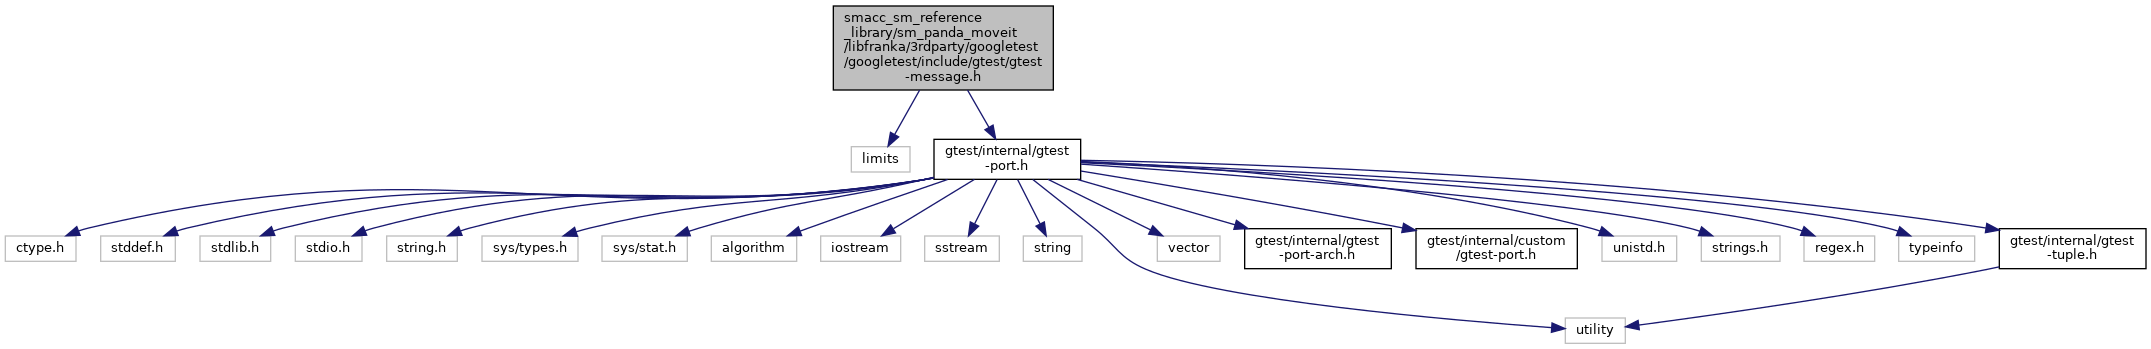 smacc_sm_reference
_library/sm_panda_moveit
/libfranka/3rdparty/googletest
/googletest/include/gtest/gtest
-message.h
limits
gtest/internal/gtest
-port.h
ctype.h
stddef.h
stdlib.h
stdio.h
string.h
sys/types.h
sys/stat.h
algorithm
iostream
sstream
string
vector
gtest/internal/gtest
-port-arch.h
gtest/internal/custom
/gtest-port.h
unistd.h
strings.h
regex.h
typeinfo
gtest/internal/gtest
-tuple.h
utility